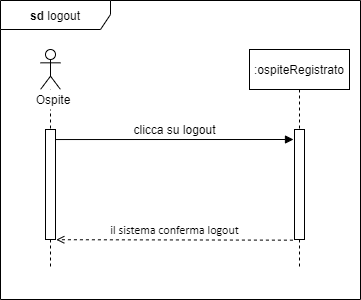 sd logout
Ospite
:ospiteRegistrato
clicca su logout
il sistema conferma logout